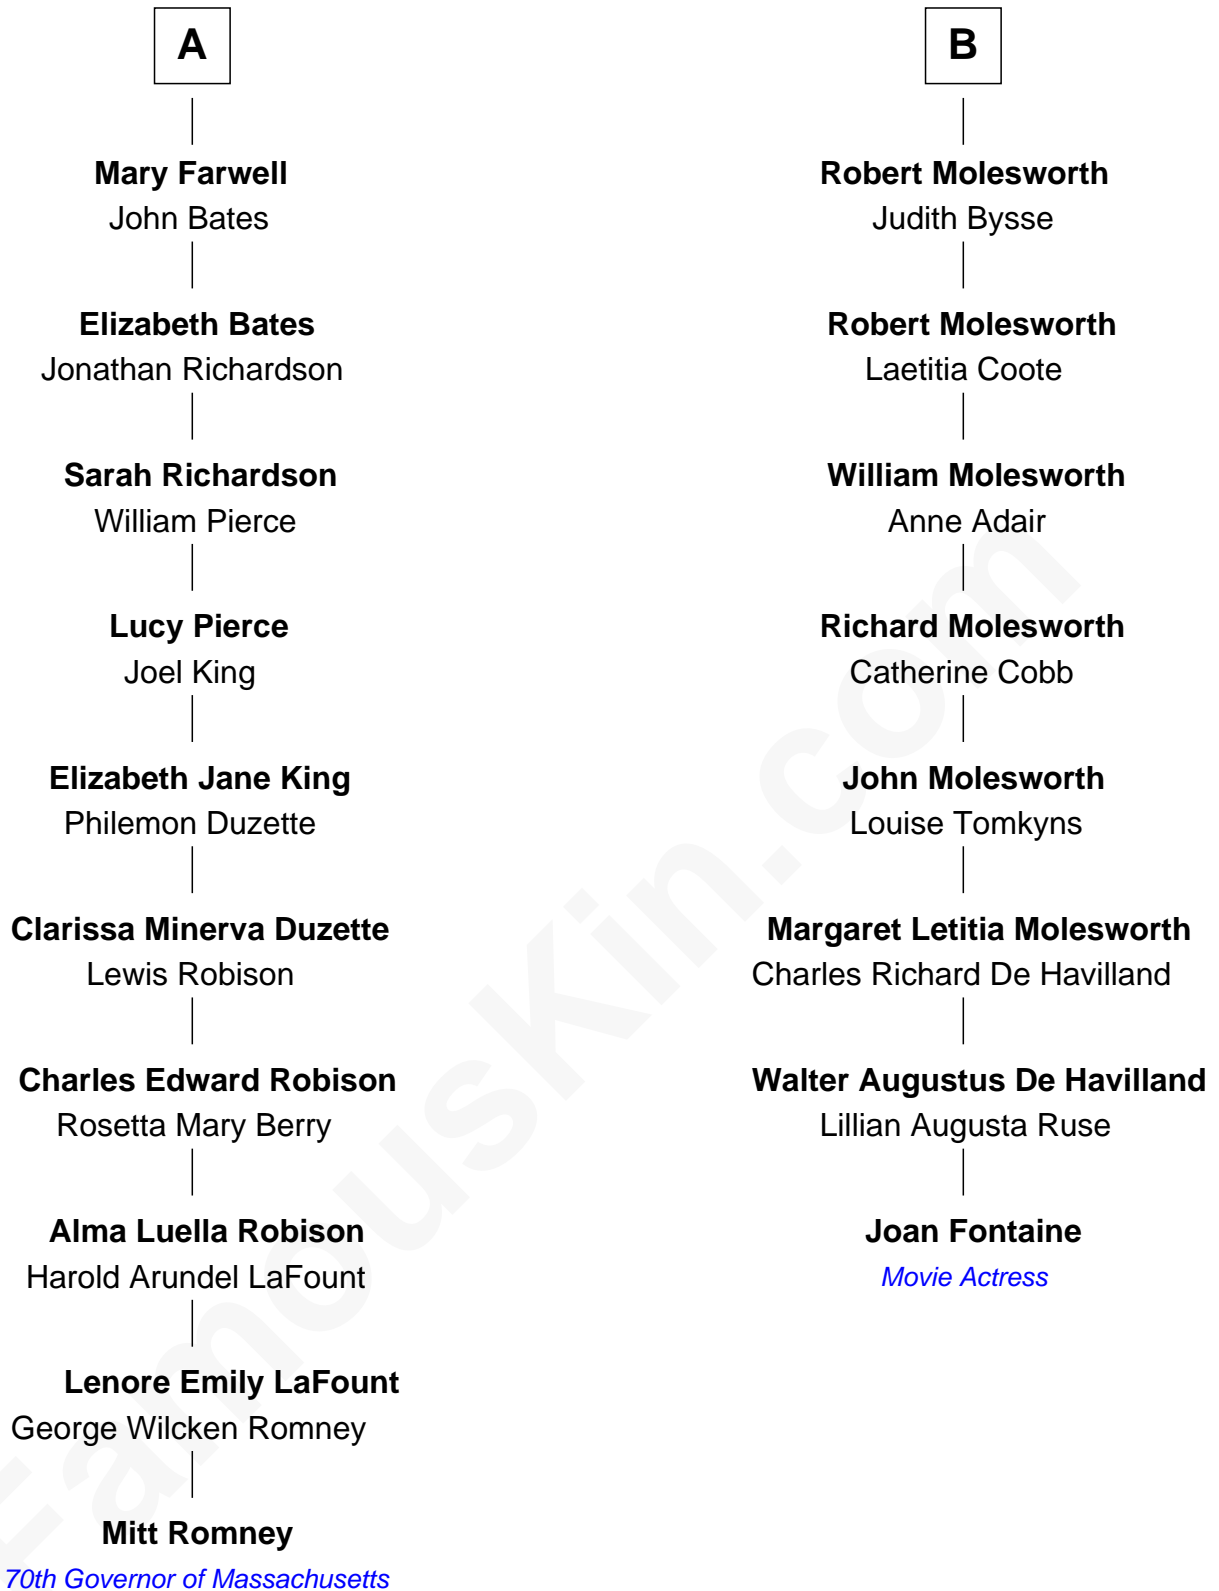 A
Mary Farwell
John Bates
Elizabeth Bates
Jonathan Richardson
Sarah Richardson
William Pierce
Lucy Pierce
Joel King
Elizabeth Jane King
Philemon Duzette
Clarissa Minerva Duzette
Lewis Robison
Charles Edward Robison
Rosetta Mary Berry
Alma Luella Robison
Harold Arundel LaFount
Lenore Emily LaFount
George Wilcken Romney
Mitt Romney
70th Governor of Massachusetts
B
Robert Molesworth
Judith Bysse
Robert Molesworth
Laetitia Coote
William Molesworth
Anne Adair
Richard Molesworth
Catherine Cobb
John Molesworth
Louise Tomkyns
Margaret Letitia Molesworth
Charles Richard De Havilland
Walter Augustus De Havilland
Lillian Augusta Ruse
Joan Fontaine
Movie Actress
FamousKin.com